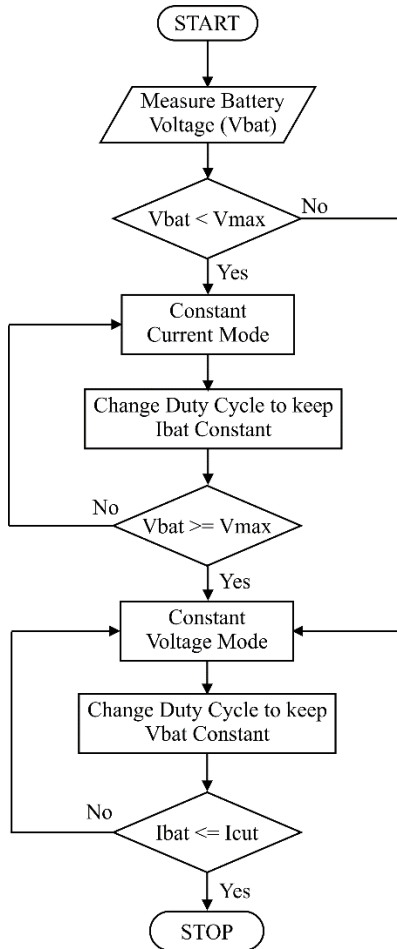 START
Measure Battery
Voltage (Vbat)
Vbat < Vmax
No
Yes
Constant
Current Mode
Change Duty Cycle to keep
Ibat Constant
No
Vbat >= Vmax
Yes
Constant
Voltage Mode
Change Duty Cycle to keep
Vbat Constant
No
Ibat <= Icut
Yes
STOP